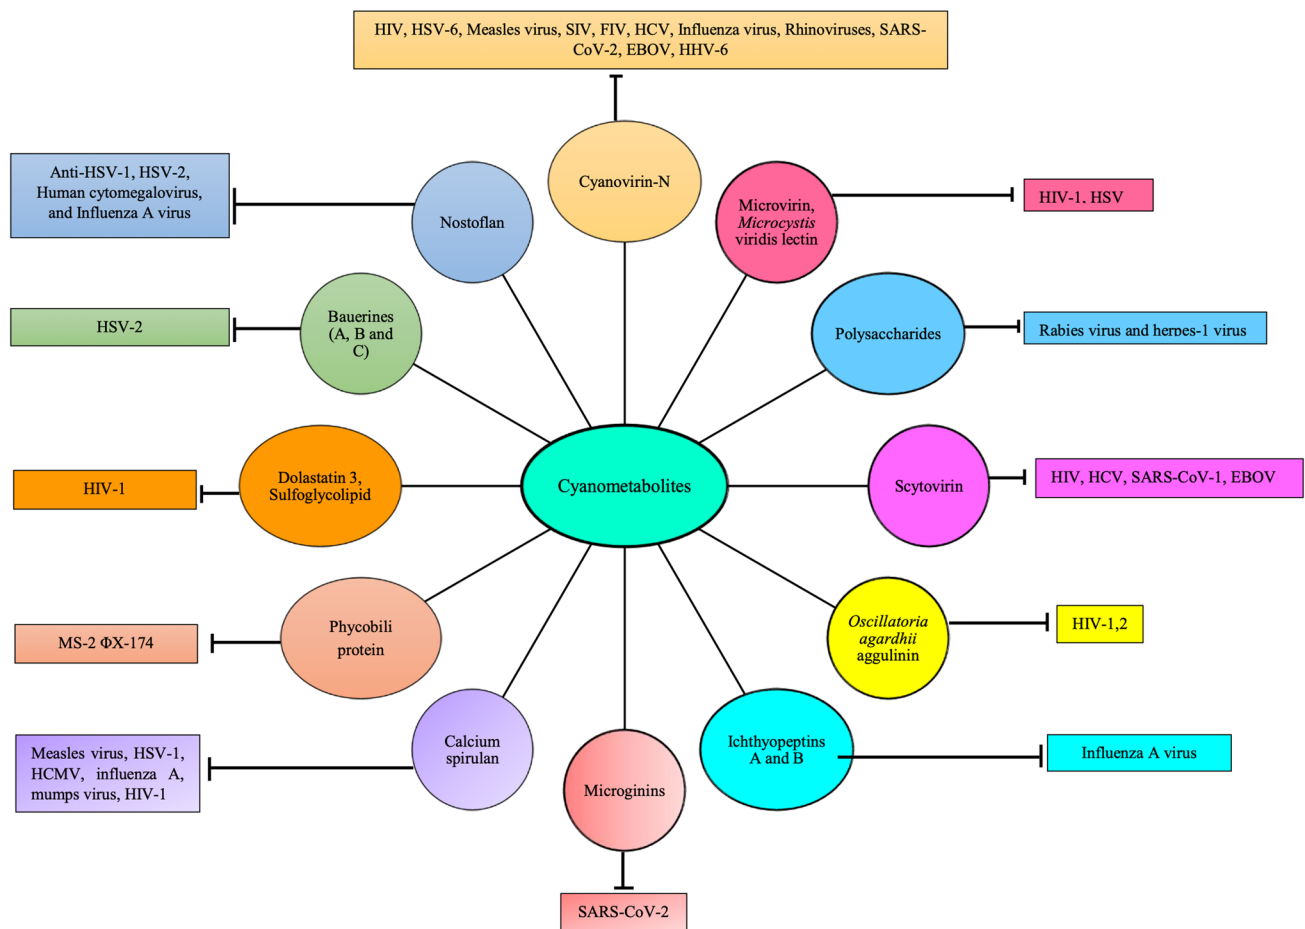 HIV, HSV-6, Measles virus, SIV, FIV, HCV, Influenza virus, Rhinoviruses, SARS-
CoV-2, EBOV, HHV-6
Cyanovirin-N
Anti-HSV-1, HSV-2,
Human cytomegalovirus,
and Influenza A virus
Nostoflan
Microvirin,
Microcystis
viridis lectin
HIV-1. HSV
HSV-2
Bauerines
(A, B and
C)
Polysaccharides
Rabies virus and herpes-1 virus
HIV-1
Dolastatin 3,
Sulfoglycolipid
Cyanometabolites
Scytovirin
HIV, HCV, SARS-CoV-1, EBOV
MS-2 ΦX-174
Phycobili
protein
Oscillatoria
agardhii
aggulinin
HIV-1,2
Measles virus, HSV-1,
HCMV, influenza A,
mumps virus, HIV-1
Calcium
spirulan
Microginins
Ichthyopeptins
A and B
Influenza A virus
SARS-CoV-2